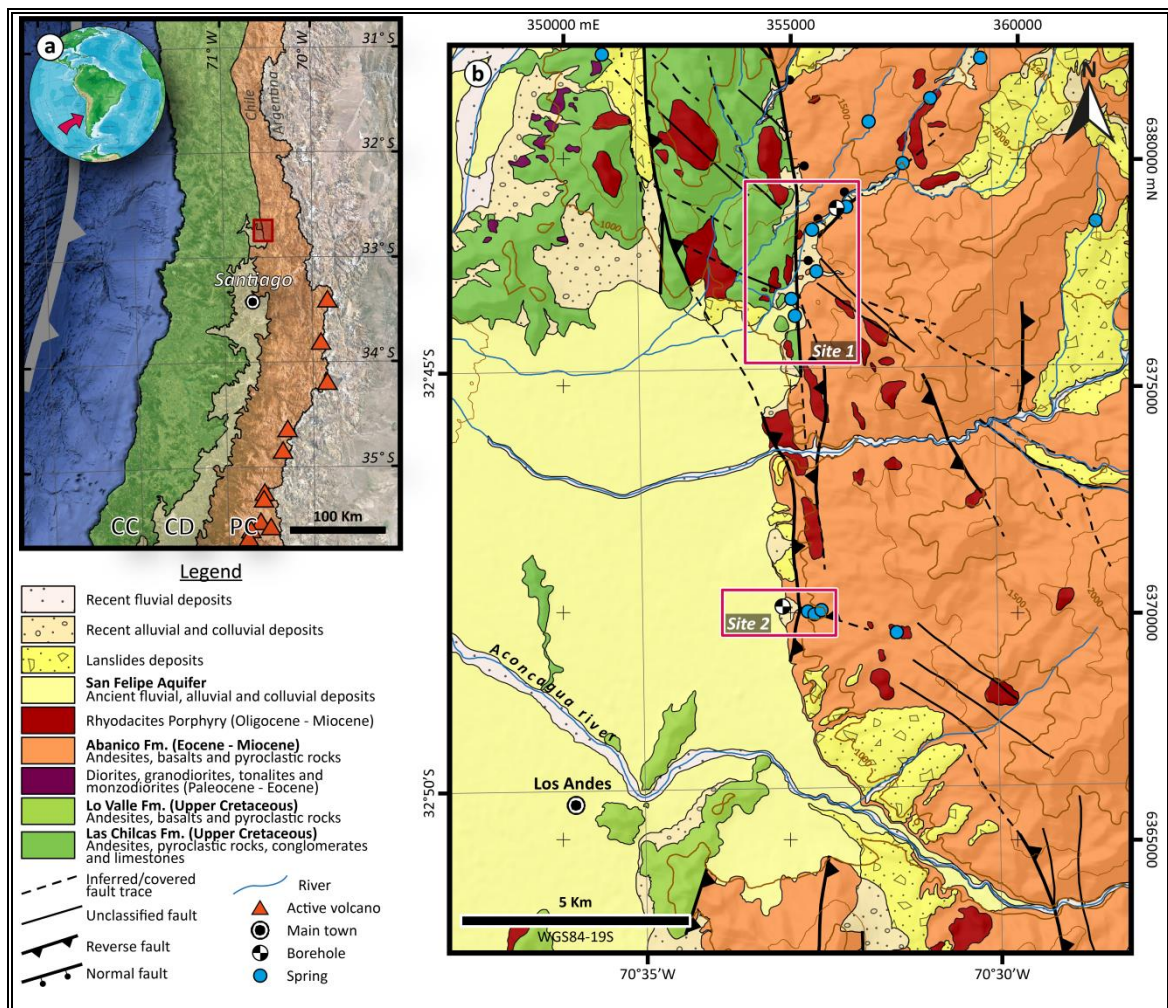 a
71° W
70° W
31° S
Chile
Argentina
32° S
33° S
Santiago
34° S
35° S
CC
CD
PC
100 Km
b
350000 mE
355000
360000
N
1500
1500
1000
6380000 mN
1000
1000
Site 1
32°45'S
6375000
1500
2000
Site 2
6370000
Aconcagua river
1000
32°50'S
Los Andes
6365000
5 Km
WGS84-19S
70°35'W
70°30'W
Legend
Recent fluvial deposits
Recent alluvial and colluvial deposits
Lanslides deposits
San Felipe Aquifer
Ancient fluvial, alluvial and colluvial deposits
Rhyodacites Porphyry (Oligocene - Miocene)
Abanico Fm. (Eocene - Miocene)
Andesites, basalts and pyroclastic rocks
Diorites, granodiorites, tonalites and
monzodiorites (Paleocene - Eocene)
Lo Valle Fm. (Upper Cretaceous)
Andesites, basalts and pyroclastic rocks
Las Chilcas Fm. (Upper Cretaceous)
Andesites, pyroclastic rocks, conglomerates
and limestones
Inferred/covered
fault trace
Unclassified fault
Reverse fault
Normal fault
River
Active volcano
Main town
Borehole
Spring